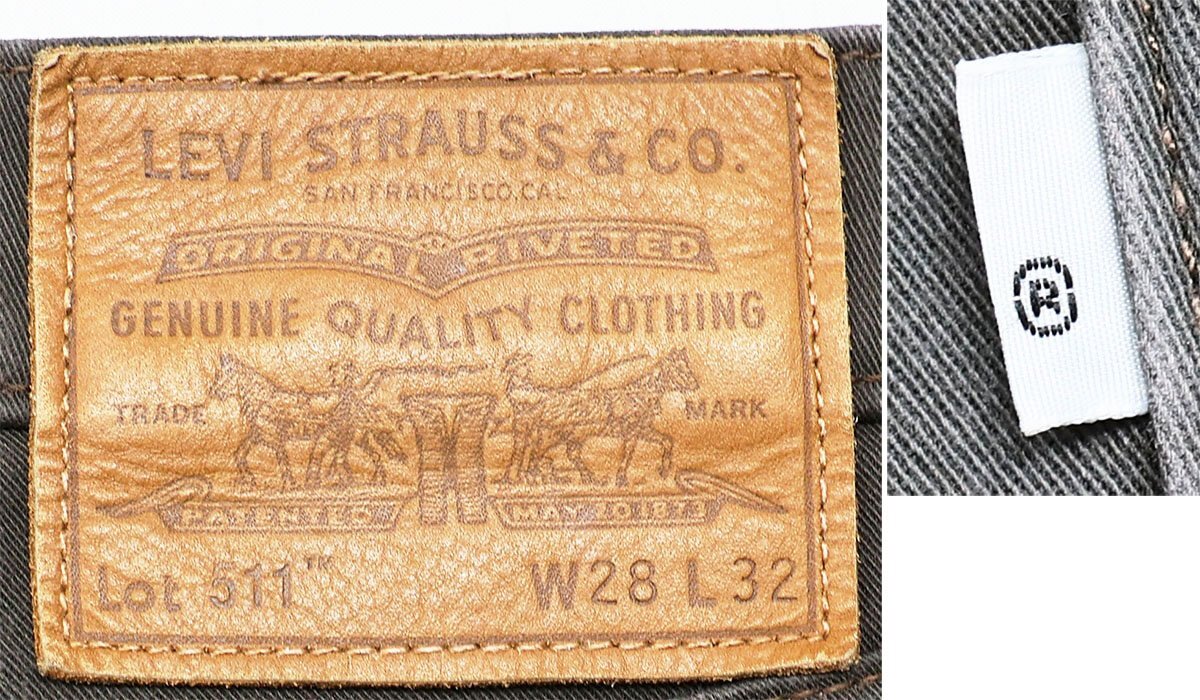 LEVI STRAUSS & CO.
SAN FRANCISCO, CAL
ORIGINAL RIVETED
GENUINE QUALITY CLOTHING
TRADE MARK
PATENTED MAY 20 1873
Lot 511™ W28 L32
®